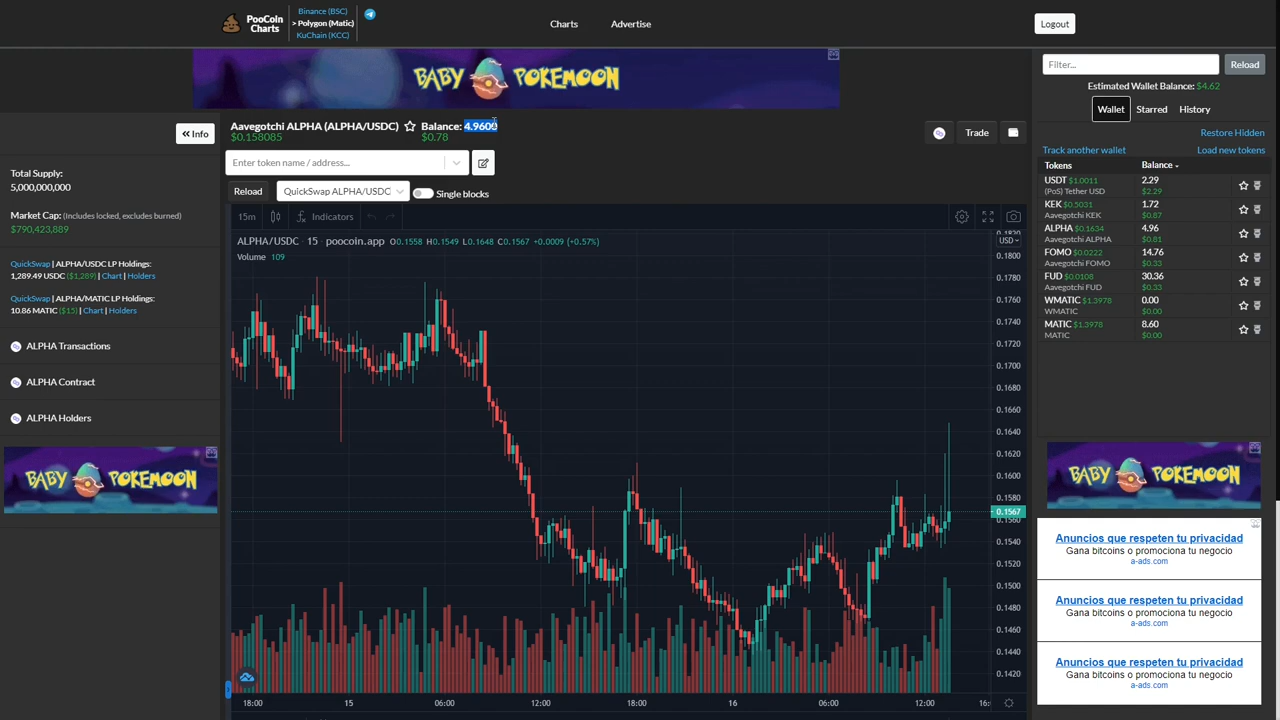 PooCoin
Charts
Binance (BSC)
> Polygon (Matic)
KuChain (KCC)
Charts
Advertise
Logout
BABY POKEMOON
Filter...
Reload
Estimated Wallet Balance: $4.62
Wallet
Starred
History
Restore Hidden
Track another wallet
Load new tokens
Tokens
Balance
USDT $1.0011
2.29
(PoS) Tether USD
$2.29
KEK $0.5031
1.72
Aavegotchi KEK
$0.87
ALPHA $0.1634
4.96
Aavegotchi ALPHA
$0.81
FOMO $0.0222
14.76
Aavegotchi FOMO
$0.33
FUD $0.0108
30.36
Aavegotchi FUD
$0.33
WMATIC $1.3978
0.00
WMATIC
$0.00
MATIC $1.3978
8.60
MATIC
$0.00
BABY POKEMOON
Anuncios que respeten tu privacidad
Gana bitcoins o promociona tu negocio
a-ads.com
Anuncios que respeten tu privacidad
Gana bitcoins o promociona tu negocio
a-ads.com
Anuncios que respeten tu privacidad
Gana bitcoins o promociona tu negocio
a-ads.com
<< Info
Total Supply:
5,000,000,000
Market Cap: (Includes locked, excludes burned)
$790,423,889
QuickSwap | ALPHA/USDC LP Holdings:
1,289.49 USDC ($1,289) | Chart | Holders
QuickSwap | ALPHA/MATIC LP Holdings:
10.86 MATIC ($15) | Chart | Holders
ALPHA Transactions
ALPHA Contract
ALPHA Holders
BABY POKEMOON
Aavegotchi ALPHA (ALPHA/USDC)
Balance: 4.9600
$0.158085
$0.78
Trade
Enter token name / address...
Reload
QuickSwap ALPHA/USDC
Single blocks
15m
Indicators
ALPHA/USDC · 15 poocoin.app O0.1558 H0.1549 L0.1648 C0.1567 +0.0009 (+0.57%)
Volume 109
USD
0.1800
0.1780
0.1760
0.1740
0.1720
0.1700
0.1680
0.1660
0.1640
0.1620
0.1600
0.1580
0.1567
0.1560
0.1540
0.1520
0.1500
0.1480
0.1460
0.1440
0.1420
18:00
15
06:00
12:00
18:00
16
06:00
12:00